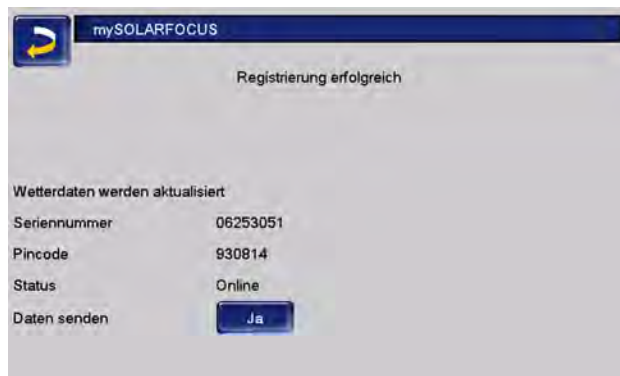 mySOLARFOCUS
Registrierung erfolgreich
Wetterdaten werden aktualisiert
Seriennummer 06253051
Pincode 930814
Status Online
Daten senden Ja